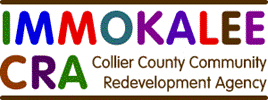 IMMOKALEE
CRA Collier County Community
Redevelopment Agency